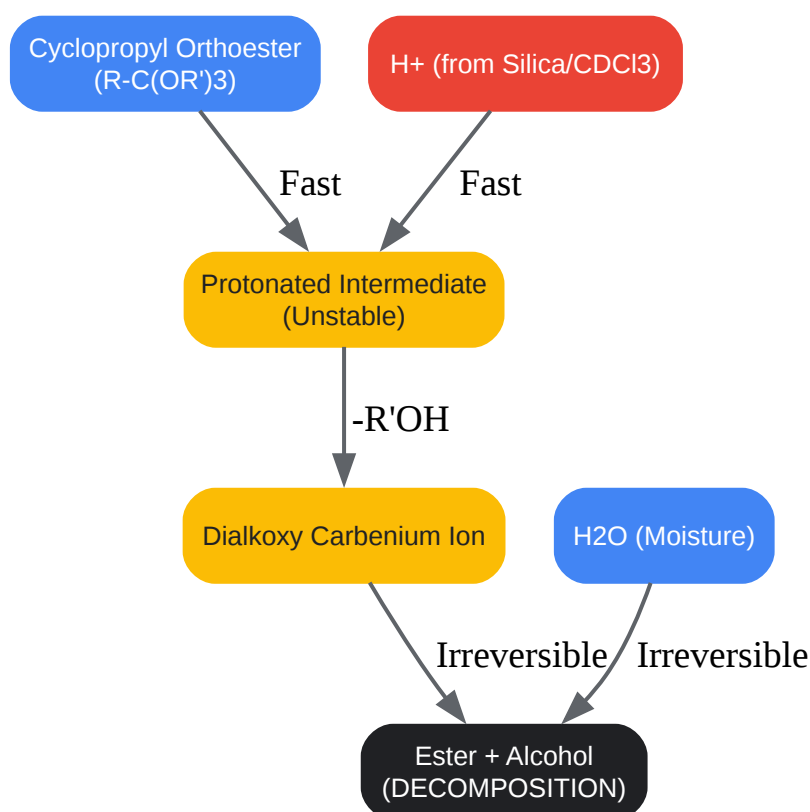 Cyclopropyl Orthoester
(R-C(OR')3)
H+ (from Silica/CDCl3)
Fast
Fast
Protonated Intermediate
(Unstable)
-R'OH
Dialkoxy Carbenium Ion
H2O (Moisture)
Irreversible
Irreversible
Ester + Alcohol
(DECOMPOSITION)